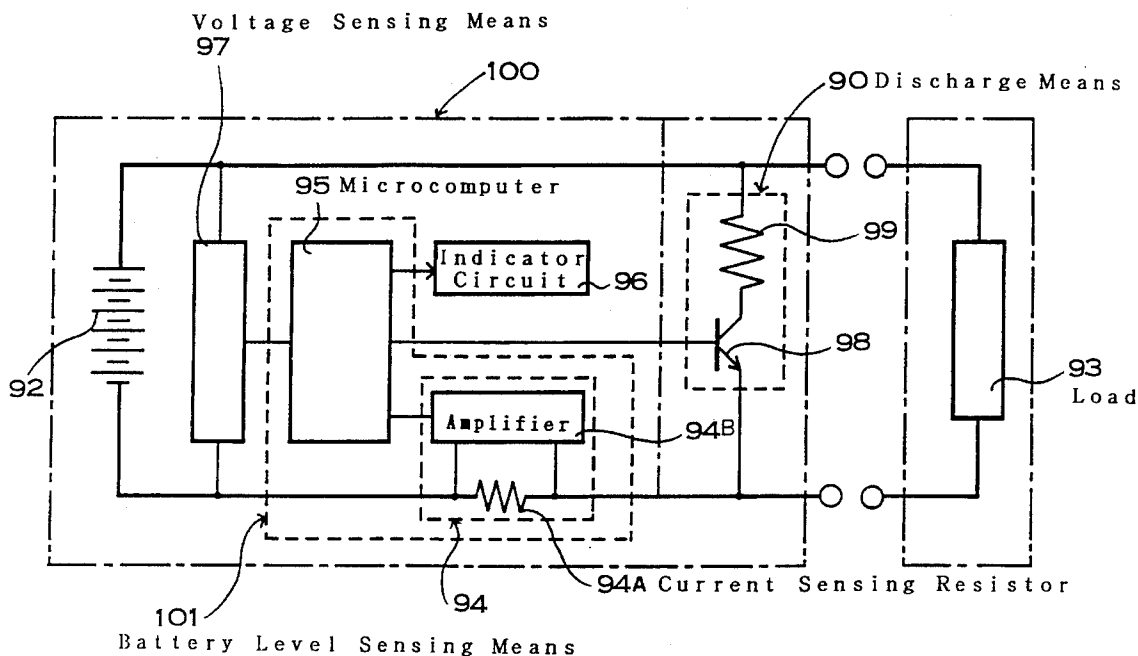 Voltage Sensing Means
97
100
90 Discharge Means
95 Microcomputer
99
Indicator
Circuit
96
98
92
93
Load
Amplifier
94B
94A Current Sensing Resistor
94
101
Battery Level Sensing Means